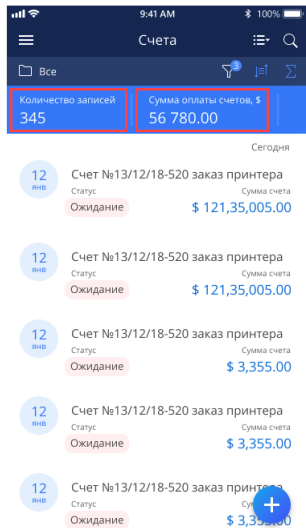 9:41 AM 100%
Счета
Все 3
Количество записей Сумма оплаты счетов, $
345 56 780.00
Сегодня
12 Счет №13/12/18-520 заказ принтера
янв Статус Сумма счета
Ожидание $ 121,35,005.00
12 Счет №13/12/18-520 заказ принтера
янв Статус Сумма счета
Ожидание $ 121,35,005.00
12 Счет №13/12/18-520 заказ принтера
янв Статус Сумма счета
Ожидание $ 3,355.00
12 Счет №13/12/18-520 заказ принтера
янв Статус Сумма счета
Ожидание $ 3,355.00
12 Счет №13/12/18-520 заказ принтера
янв Статус
Ожидание $ 3,355.00